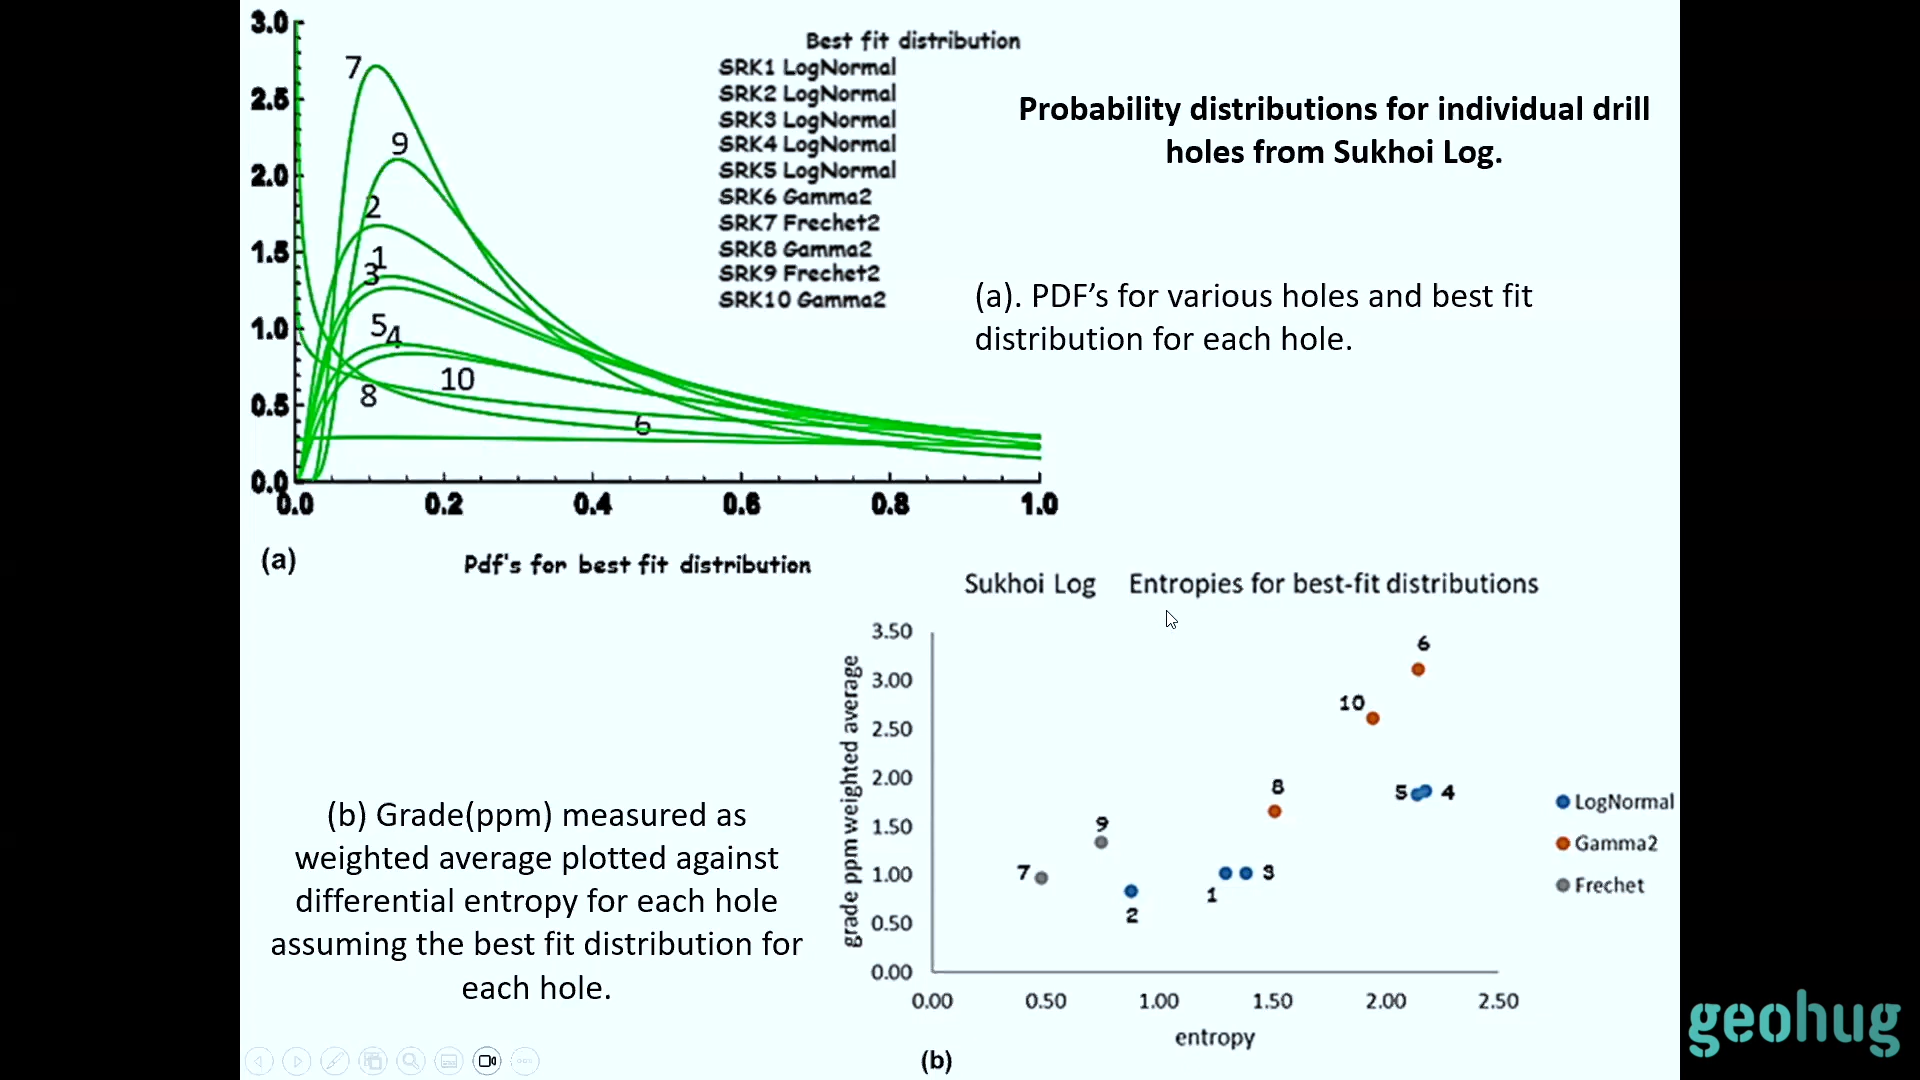 3.0
2.5
2.0
1.5
1.0
0.5
0.0
0.0 0.2 0.4 0.6 0.8 1.0
7
9
2
1
3
5
4
10
8
6
Best fit distribution
SRK1 LogNormal
SRK2 LogNormal
SRK3 LogNormal
SRK4 LogNormal
SRK5 LogNormal
SRK6 Gamma2
SRK7 Frechet2
SRK8 Gamma2
SRK9 Frechet2
SRK10 Gamma2
Probability distributions for individual drill
holes from Sukhoi Log.
(a). PDF’s for various holes and best fit
distribution for each hole.
(a)
Pdf's for best fit distribution
Sukhoi Log Entropies for best-fit distributions
grade ppm weighted average
3.50
3.00
2.50
2.00
1.50
1.00
0.50
0.00
0.00 0.50 1.00 1.50 2.00 2.50
entropy
6
10
8
5 4
9
7
3
1
2
LogNormal
Gamma2
Frechet
(b)
(b) Grade(ppm) measured as
weighted average plotted against
differential entropy for each hole
assuming the best fit distribution for
each hole.
geohug